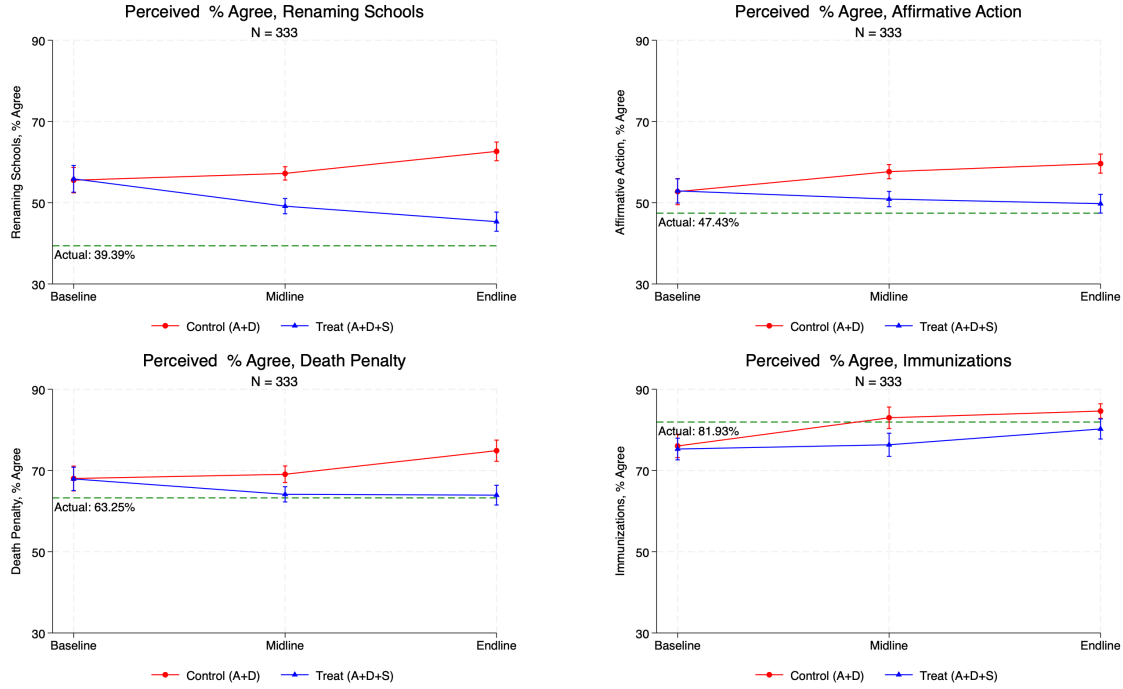 Perceived % Agree, Renaming Schools
N = 333
Renaming Schools, % Agree
90
70
50
30
Actual: 39.39%
Baseline Midline Endline
Control (A+D) Treat (A+D+S)
Perceived % Agree, Affirmative Action
N = 333
Affirmative Action, % Agree
90
70
50
30
Actual: 47.43%
Baseline Midline Endline
Control (A+D) Treat (A+D+S)
Perceived % Agree, Death Penalty
N = 333
Death Penalty, % Agree
90
70
50
30
Actual: 63.25%
Baseline Midline Endline
Control (A+D) Treat (A+D+S)
Perceived % Agree, Immunizations
N = 333
Immunizations, % Agree
90
70
50
30
Actual: 81.93%
Baseline Midline Endline
Control (A+D) Treat (A+D+S)